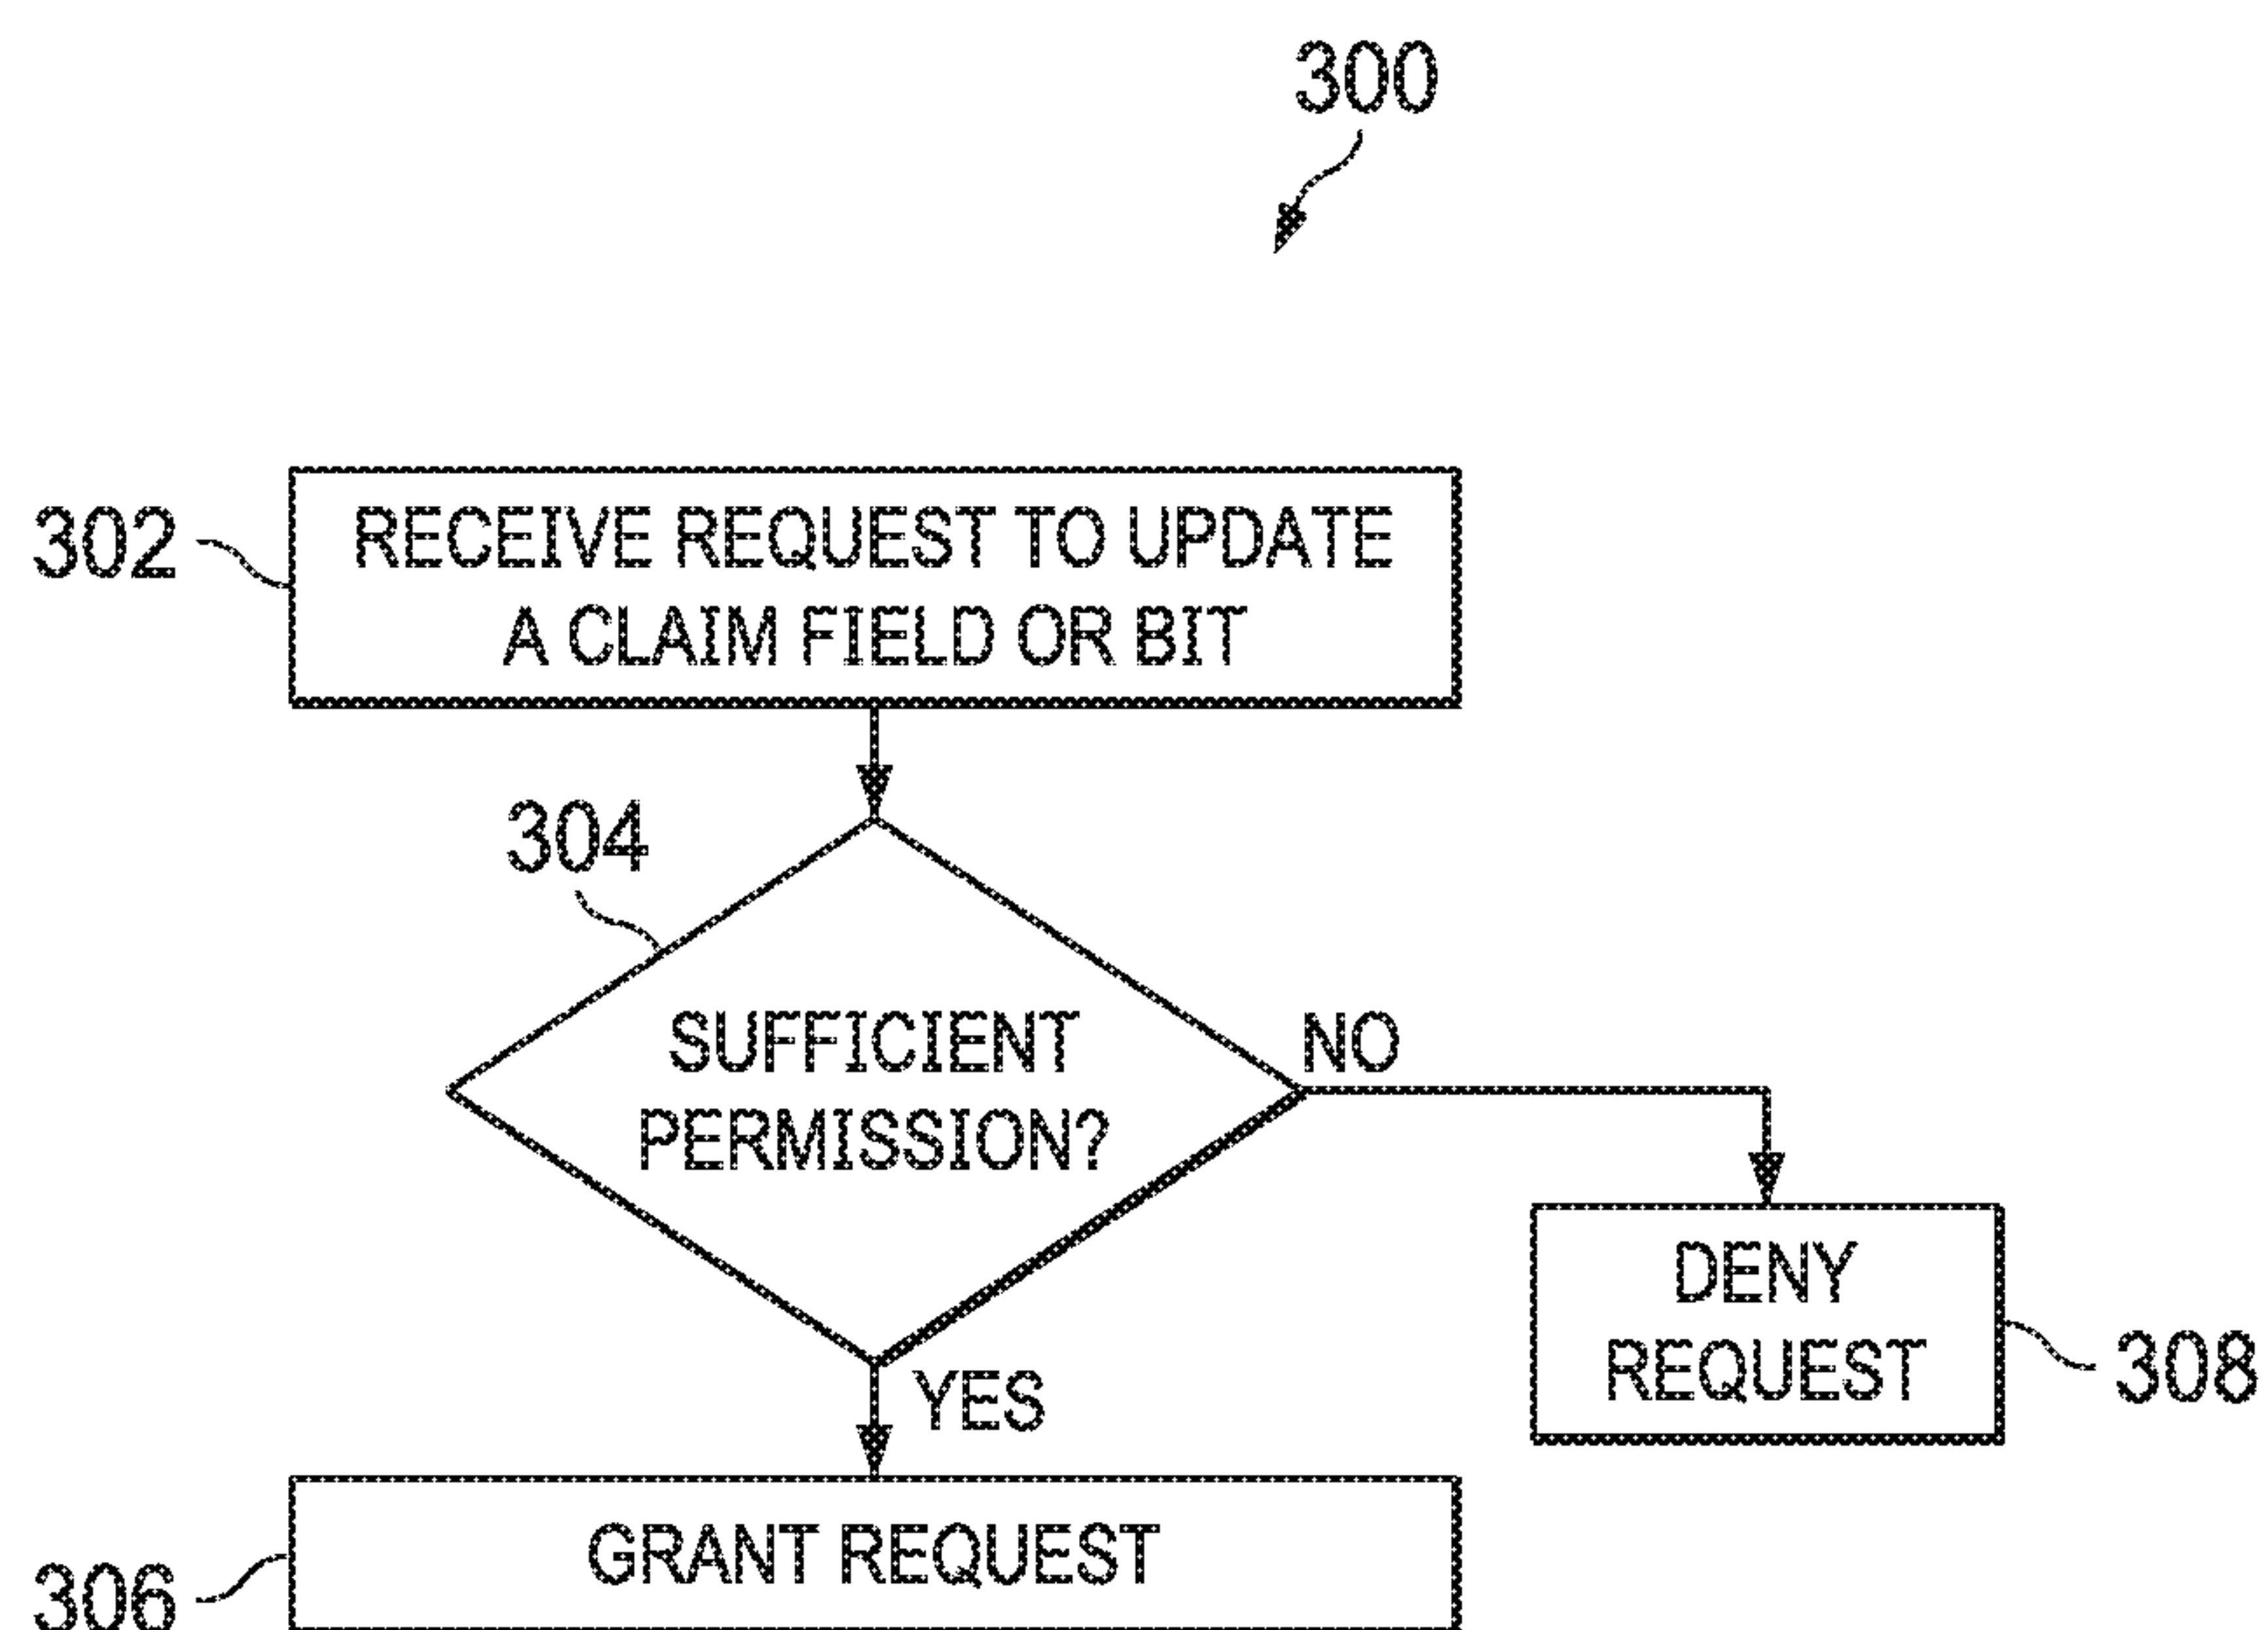 300
302
RECEIVE REQUEST TO UPDATE
A CLAIM FIELD OR BIT
304
SUFFICIENT
PERMISSION?
NO
DENY
REQUEST
308
YES
306
GRANT REQUEST